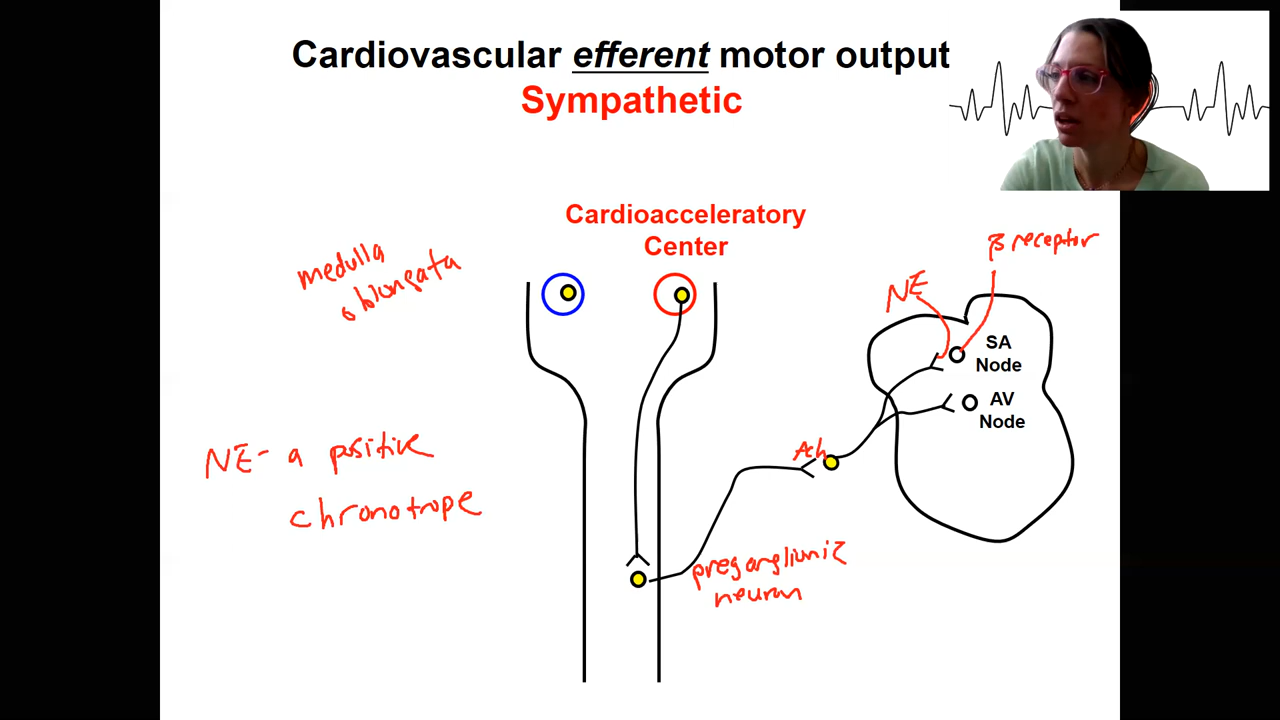 Cardiovascular efferent motor output
Sympathetic
Cardioacceleratory
Center
medulla
oblongata
NE
β receptor
SA
Node
AV
Node
NE - a positive
chronotrope
Ach
preganglionic
neuron